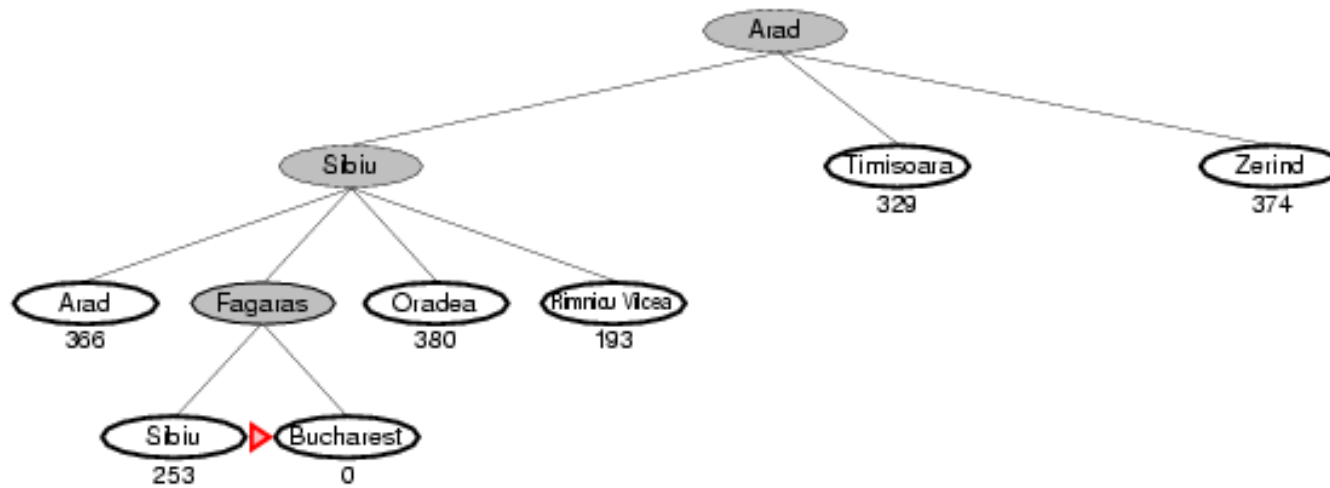 Arad
Sibiu
Timisoara
Zerind
329
374
Arad
Fagaras
Oradea
Rimnicu Vilcea
366
380
193
Sibiu
Bucharest
253
0